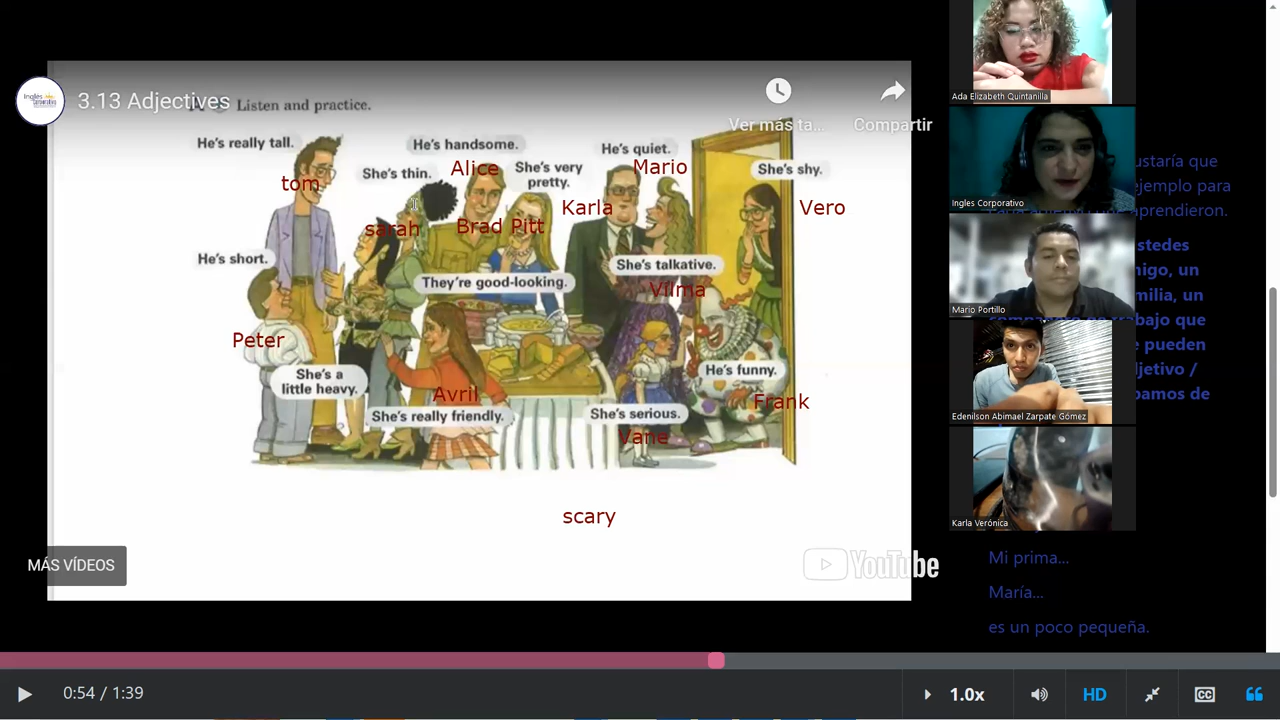 3.13 Adjectives
Listen and practice.
Ver más ta...
Compartir
He's really tall.
He's handsome.
He's quiet.
She's thin.
Alice
She's very
pretty.
Mario
She's shy.
tom
Karla
Vero
sarah
Brad Pitt
He's short.
She's talkative.
They're good-looking.
Vilma
Peter
She's a
little heavy.
He's funny.
Avril
Frank
She's really friendly.
She's serious.
Vane
scary
MÁS VÍDEOS
YouTube
Ada Elizabeth Quintanilla
Ingles Corporativo
Mario Portillo
Edenilson Abimael Zarpate Gómez
Karla Verónica
ustaría que
ejemplo para
aprendieron.
stedes
migo, un
milia, un
bajo que
e pueden
djetivo /
pamos de
Mi prima...
María...
es un poco pequeña.
0:54 / 1:39
1.0x
HD
CC